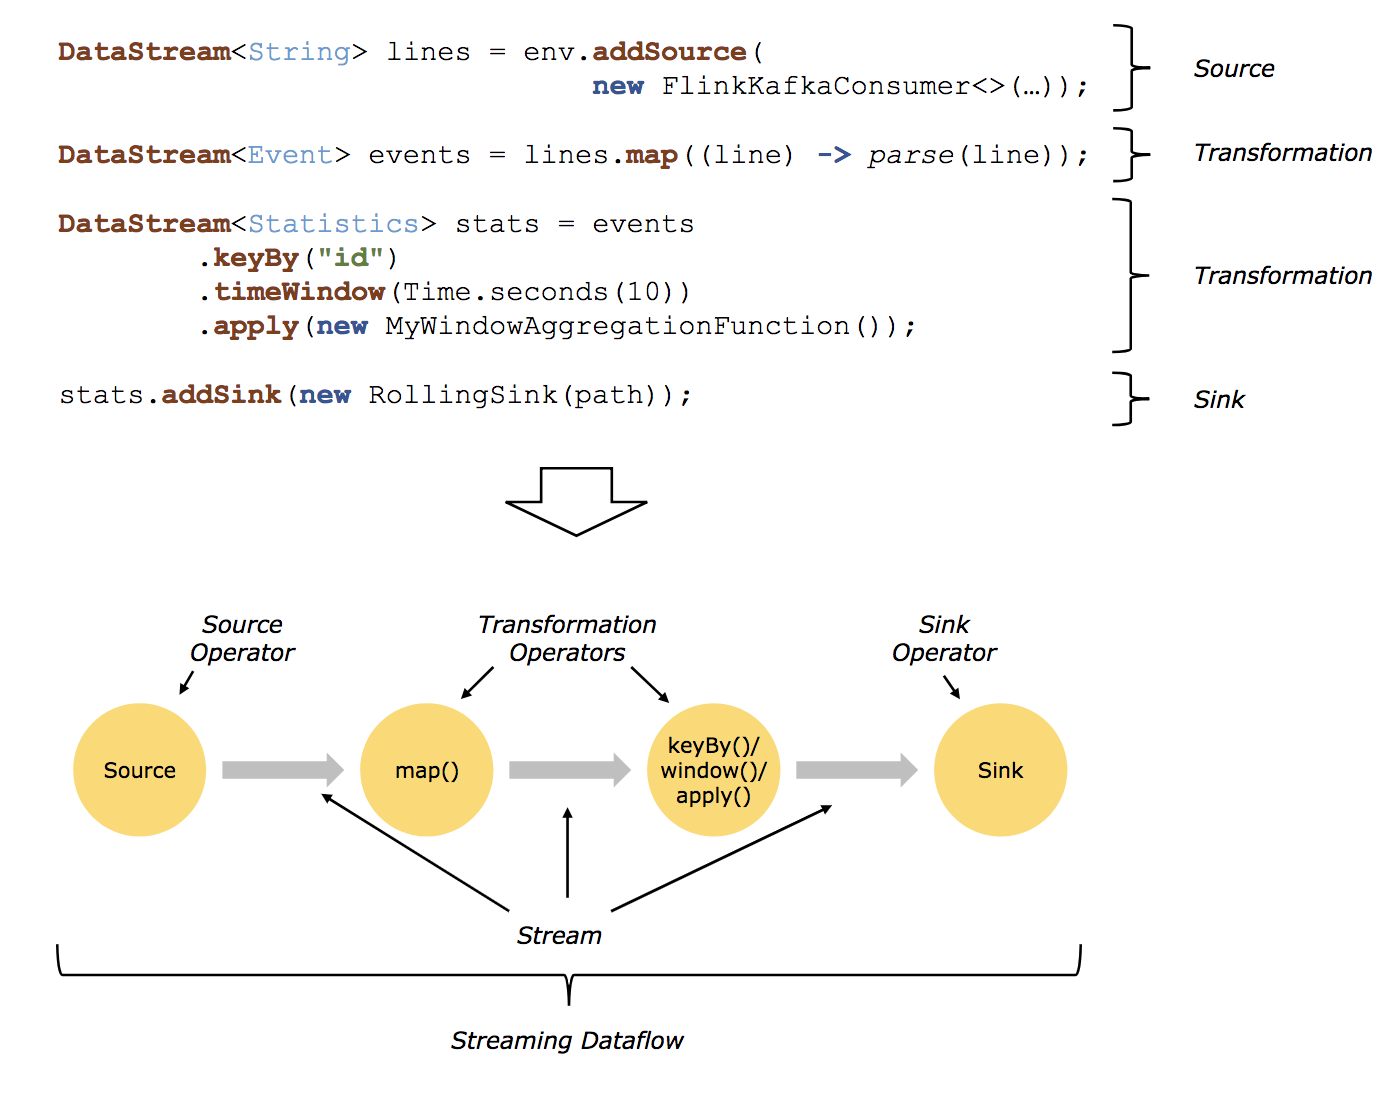 DataStream<String> lines = env.addSource(
new FlinkKafkaConsumer<>(…));
Source
DataStream<Event> events = lines.map((line) -> parse(line));
Transformation
DataStream<Statistics> stats = events
.keyBy("id")
.timeWindow(Time.seconds(10))
.apply(new MyWindowAggregationFunction());
Transformation
stats.addSink(new RollingSink(path));
Sink
Source
Operator
Transformation
Operators
Sink
Operator
Source
map()
keyBy()/
window()/
apply()
Sink
Stream
Streaming Dataflow